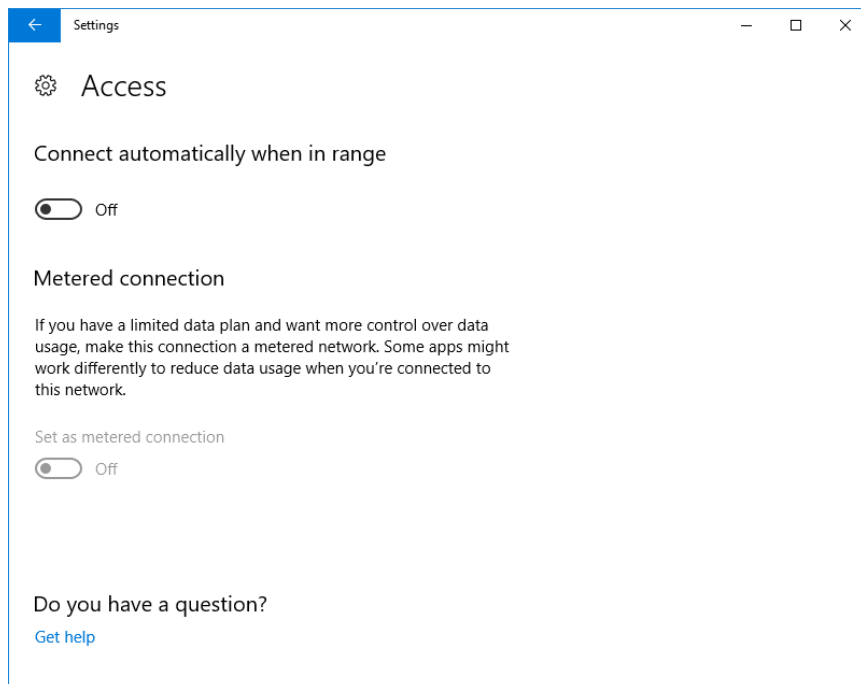 Settings
Access
Connect automatically when in range
Off
Metered connection
If you have a limited data plan and want more control over data
usage, make this connection a metered network. Some apps might
work differently to reduce data usage when you’re connected to
this network.
Set as metered connection
Off
Do you have a question?
Get help